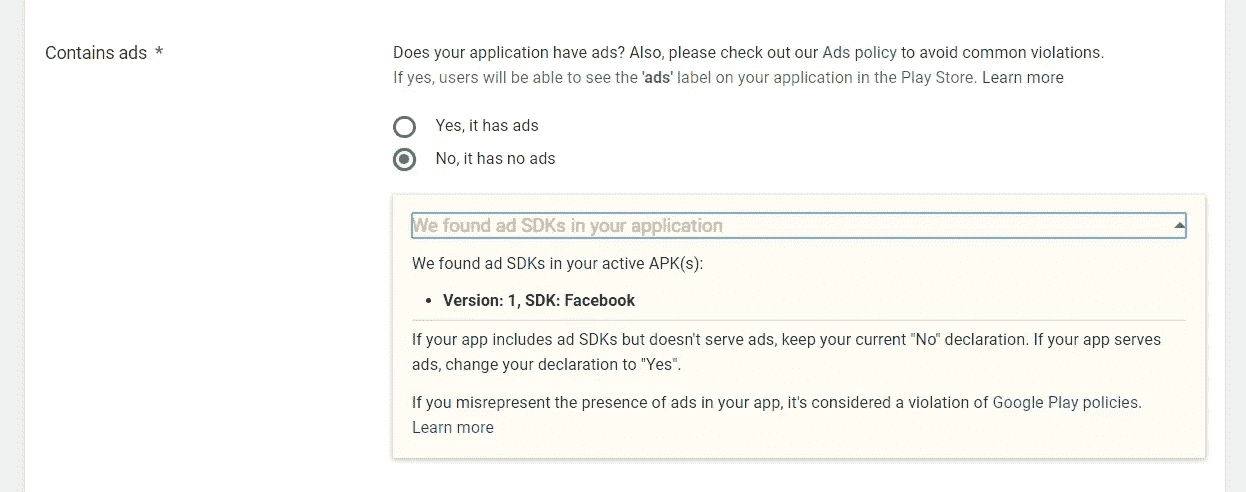 Contains ads *
Does your application have ads? Also, please check out our Ads policy to avoid common violations.
If yes, users will be able to see the 'ads' label on your application in the Play Store. Learn more
Yes, it has ads
No, it has no ads
We found ad SDKs in your application
We found ad SDKs in your active APK(s):
• Version: 1, SDK: Facebook
If your app includes ad SDKs but doesn't serve ads, keep your current "No" declaration. If your app serves
ads, change your declaration to "Yes".
If you misrepresent the presence of ads in your app, it's considered a violation of Google Play policies.
Learn more